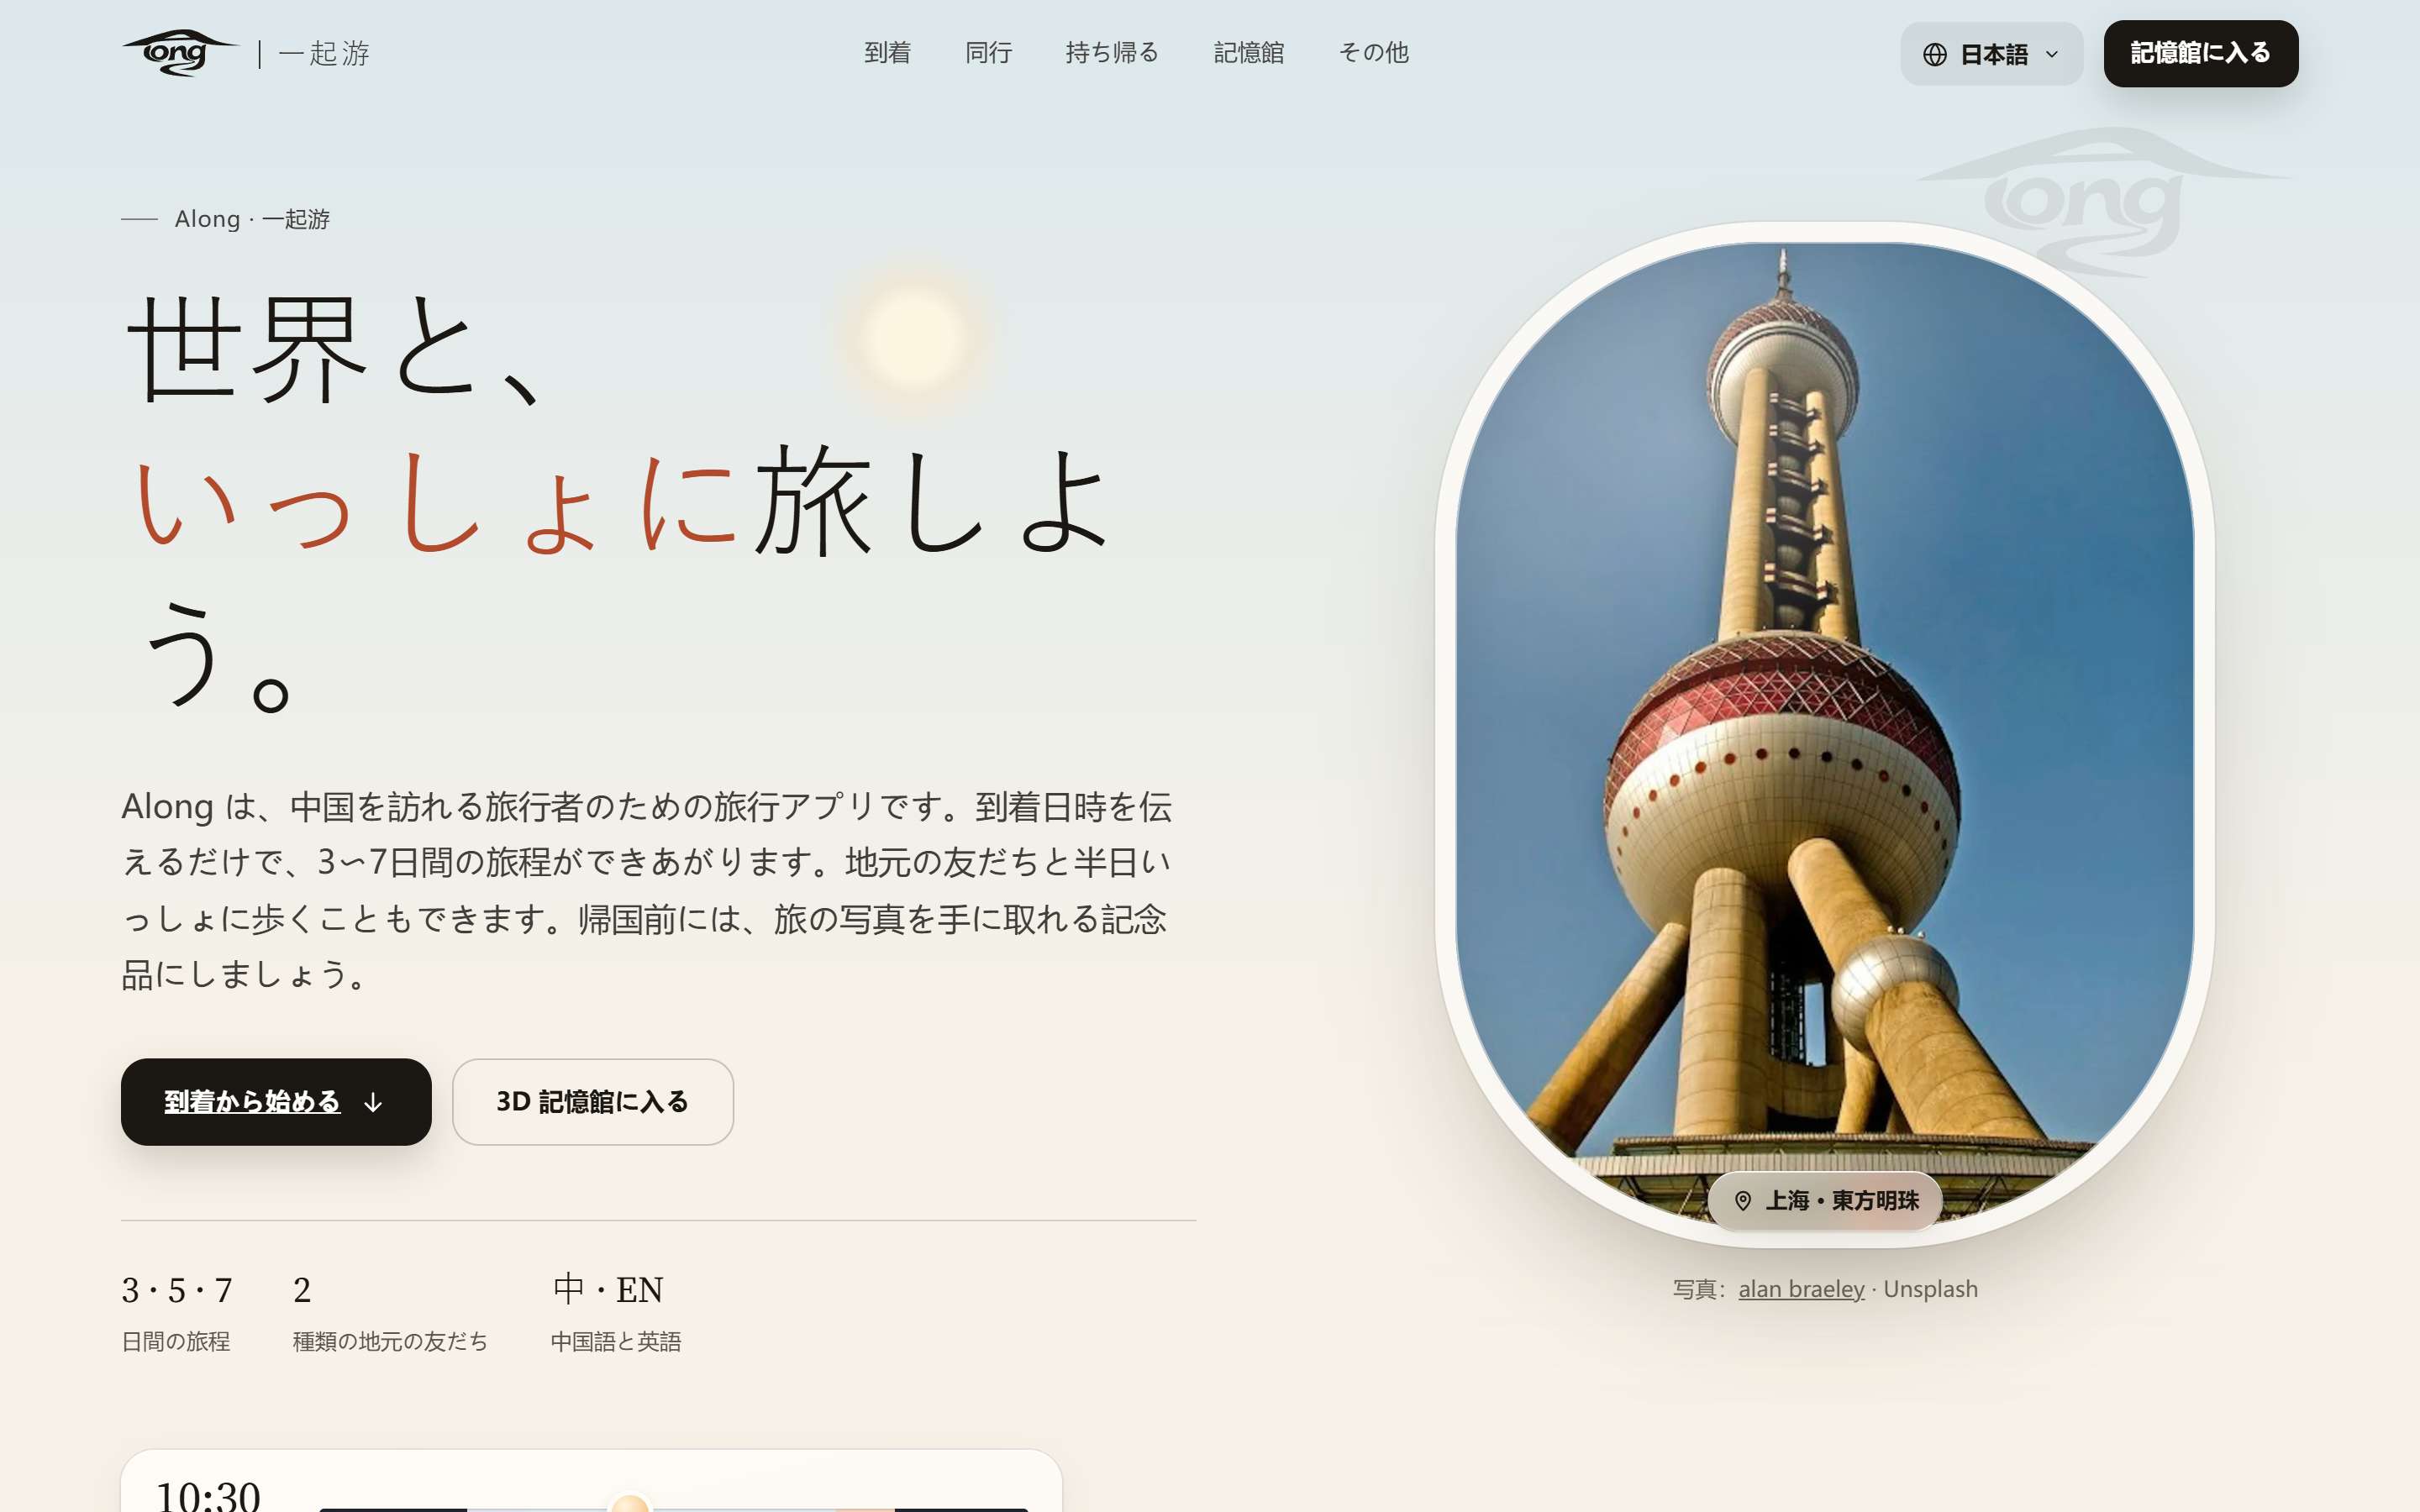 ong
一起游
到着
同行
持ち帰る
記憶館
その他
日本語
記憶館に入る
ong
Along · 一起游
世界と、
いっしょに旅しよ
う。
Along は、中国を訪れる旅行者のための旅行アプリです。到着日時を伝
えるだけで、3〜7日間の旅程ができあがります。地元の友だちと半日い
っしょに歩くこともできます。帰国前には、旅の写真を手に取れる記念
品にしましょう。
到着から始める
3D 記憶館に入る
上海・東方明珠
写真：alan braeley · Unsplash
3 · 5 · 7
日間の旅程
2
種類の地元の友だち
中 · EN
中国語と英語
10:30